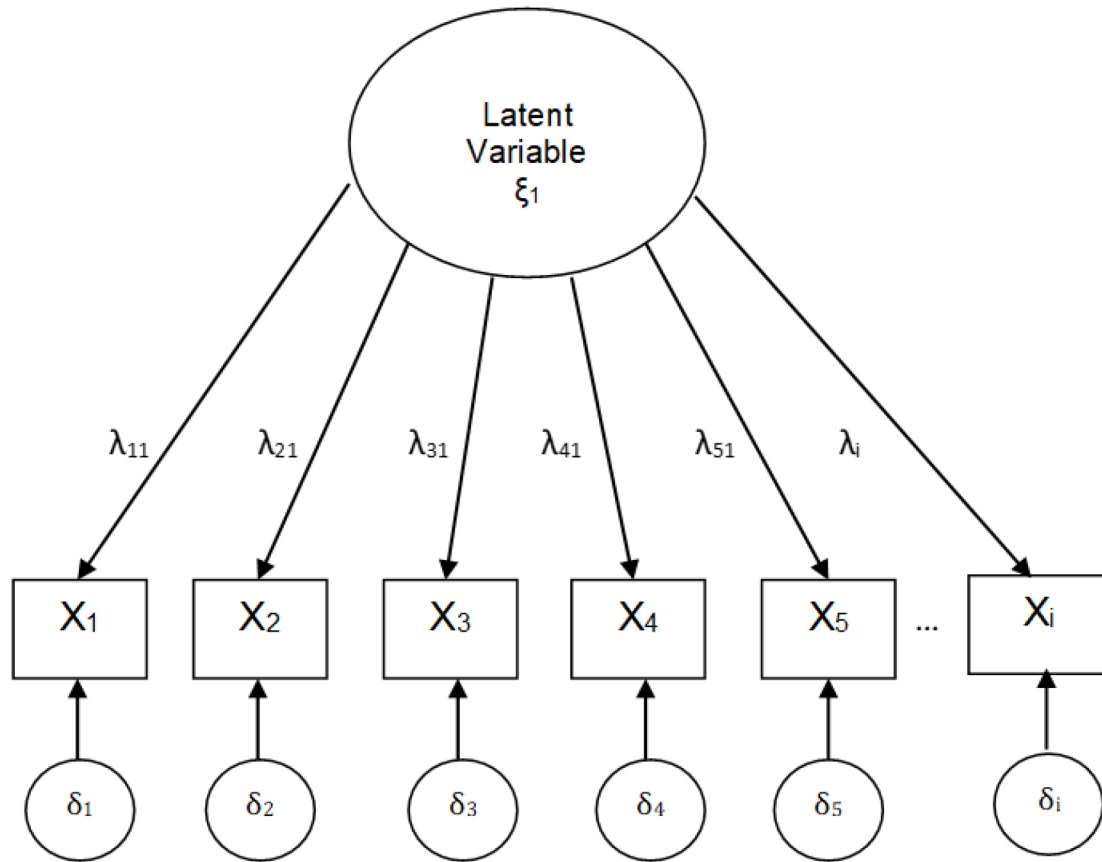 Latent
Variable
ξ₁
λ₁₁ λ₂₁ λ₃₁ λ₄₁ λ₅₁ λᵢ
X₁ X₂ X₃ X₄ X₅ ... Xᵢ
δ₁ δ₂ δ₃ δ₄ δ₅ δᵢ